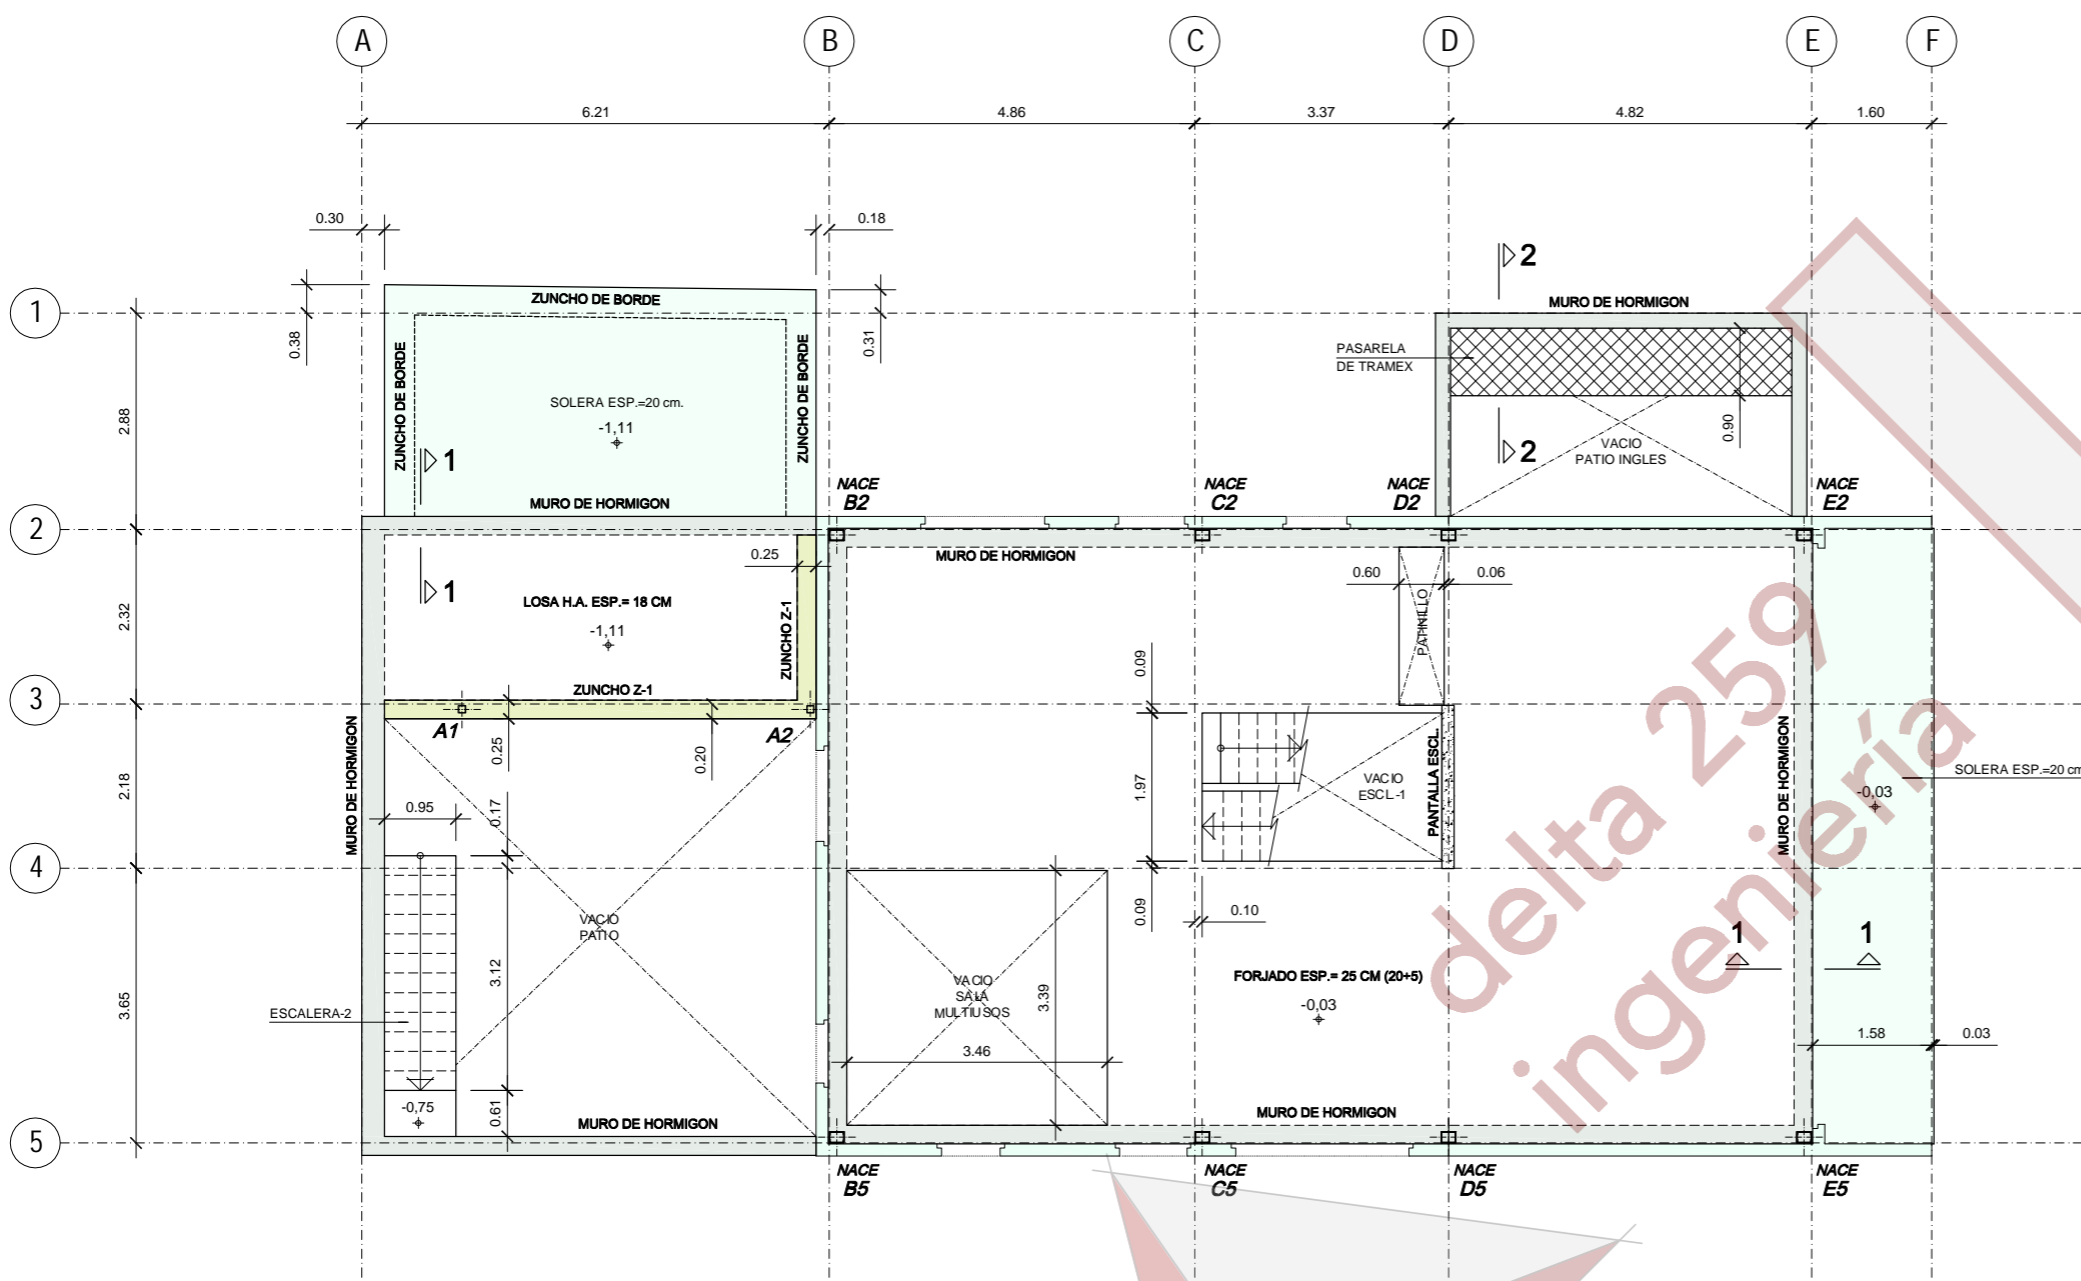 A B C D E F
6.21 4.86 3.37 4.82 1.60
0.30 0.18
2
1 ZUNCHO DE BORDE MURO DE HORMIGON
0.38 0.31
PASARELA
DE TRAMEX
ZUNCHO DE BORDE
ZUNCHO DE BORDE
SOLERA ESP.=20 cm.
-1,11
2.88
0.90
VACIO
PATIO INGLES
1 2
MURO DE HORMIGON
NACE
B2
NACE
C2
NACE
D2
NACE
E2
2
0.25 MURO DE HORMIGON
0.60 0.06
1
LOSA H.A. ESP.= 18 CM
-1,11
2.32
ZUNCHO Z-1
PATINILLO
0.09
ZUNCHO Z-1
3
A1 A2
0.25 0.20
MURO DE HORMIGON
2.18
0.95 0.17
1.97
VACIO
ESCL-1
PANTALLA ESCL.
MURO DE HORMIGON
SOLERA ESP.=20 cm
-0,03
4
0.09 0.10
VACIO
PATIO
3.12
3.65
ESCALERA-2
VACIO
SALA
MULTIUSOS
3.39
3.46
FORJADO ESP.= 25 CM (20+5)
-0,03
1 1
1.58 0.03
-0,75
0.61
MURO DE HORMIGON
MURO DE HORMIGON
5
NACE
B5
NACE
C5
NACE
D5
NACE
E5
delta 259
ingeniería